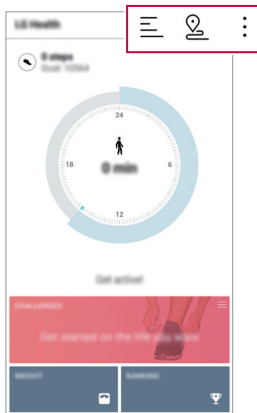 LG Health
0 steps
Goal: 10564
24
18
6
0 min
12
Get active!
CHALLENGES
Get started on the life you want
WEIGHT
RANKING